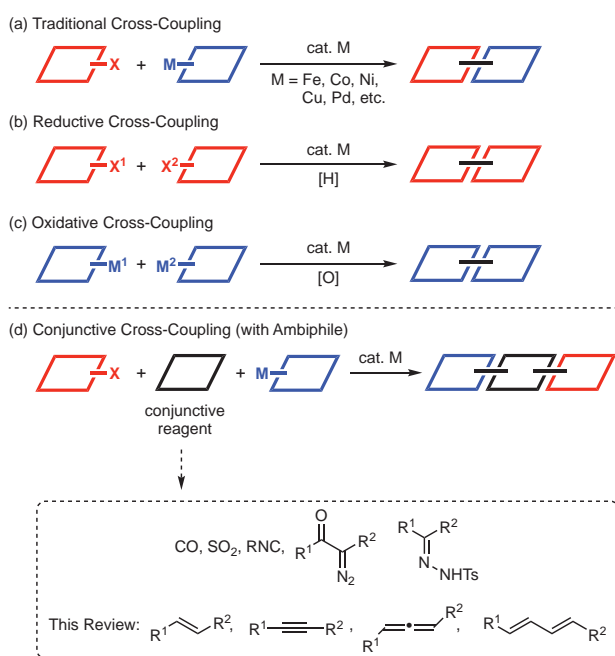 (a) Traditional Cross-Coupling
X + M cat. M
M = Fe, Co, Ni,
Cu, Pd, etc.
(b) Reductive Cross-Coupling
X¹ + X² cat. M
[H]
(c) Oxidative Cross-Coupling
M¹ + M² cat. M
[O]
(d) Conjunctive Cross-Coupling (with Ambiphile)
X + + M cat. M
conjunctive
reagent
CO, SO₂, RNC, R¹ O R² N₂ R¹ R² N NHTs
This Review: R¹ R², R¹ R², R¹ • R², R¹ R²